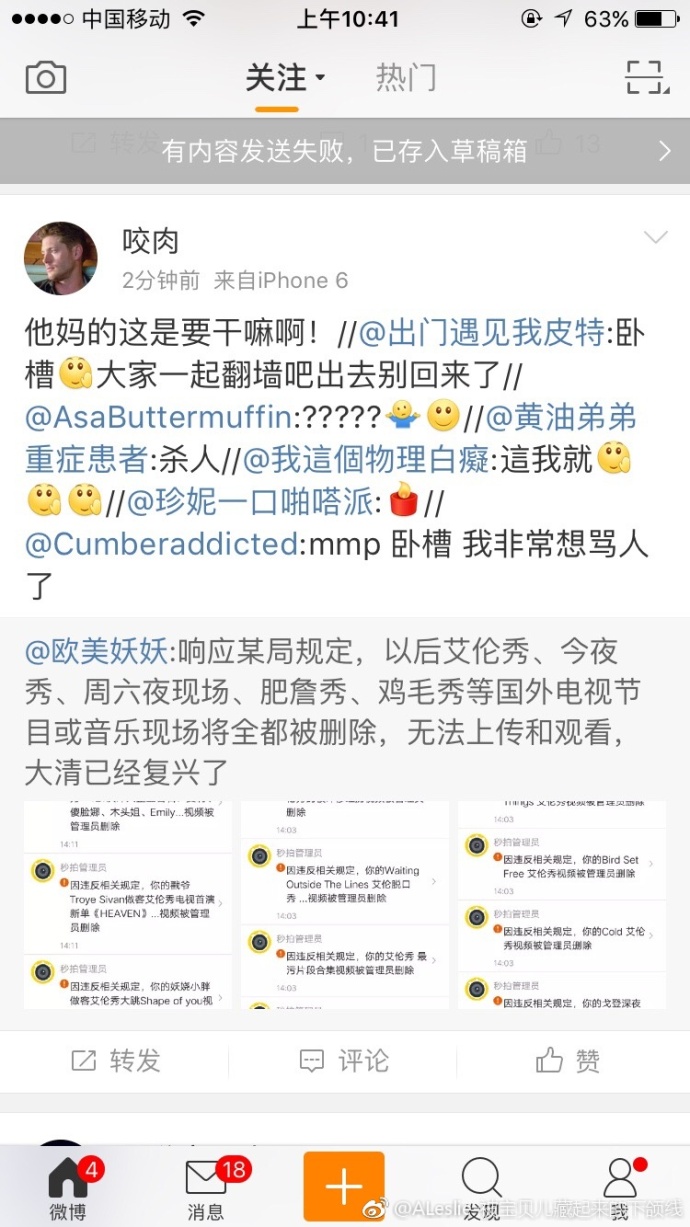 中国移动 上午10:41 63%
关注 热门
转发 13
有内容发送失败，已存入草稿箱
咬肉
2分钟前 来自iPhone 6
他妈的这是要干嘛啊！//@出门遇见我皮特:卧
槽大家一起翻墙吧出去别回来了//
@AsaButtermuffin:?????//@黄油弟弟
重症患者:杀人//@我這個物理白癡:這我就
//@珍妮一口啪嗒派://
@Cumberaddicted:mmp 卧槽 我非常想骂人
了
@欧美妖妖:响应某局规定，以后艾伦秀、今夜
秀、周六夜现场、肥詹秀、鸡毛秀等国外电视节
目或音乐现场将全都被删除，无法上传和观看，
大清已经复兴了
傻脸娜、木头姐、Emily...视频被
管理员删除
14:11
秒拍管理员
因违反相关规定，你的戳爷
Troye Sivan做客艾伦秀电视首演
新单《HEAVEN》...视频被管理
员删除
14:11
秒拍管理员
因违反相关规定，你的妖娆小胖
做客艾伦秀大跳Shape of you视
删除
14:03
秒拍管理员
因违反相关规定，你的Waiting
Outside The Lines 艾伦脱口
秀 ...视频被管理员删除
14:03
秒拍管理员
因违反相关规定，你的艾伦秀 最
污片段合集视频被管理员删除
14:03
Things 艾伦秀视频被管理员删除
14:03
秒拍管理员
因违反相关规定，你的Bird Set
Free 艾伦秀视频被管理员删除
14:03
秒拍管理员
因违反相关规定，你的Cold 艾伦
秀视频被管理员删除
14:03
秒拍管理员
因违反相关规定，你的戈登深夜
转发 评论 赞
4 18
微博 消息 发现 我
@ALeslie